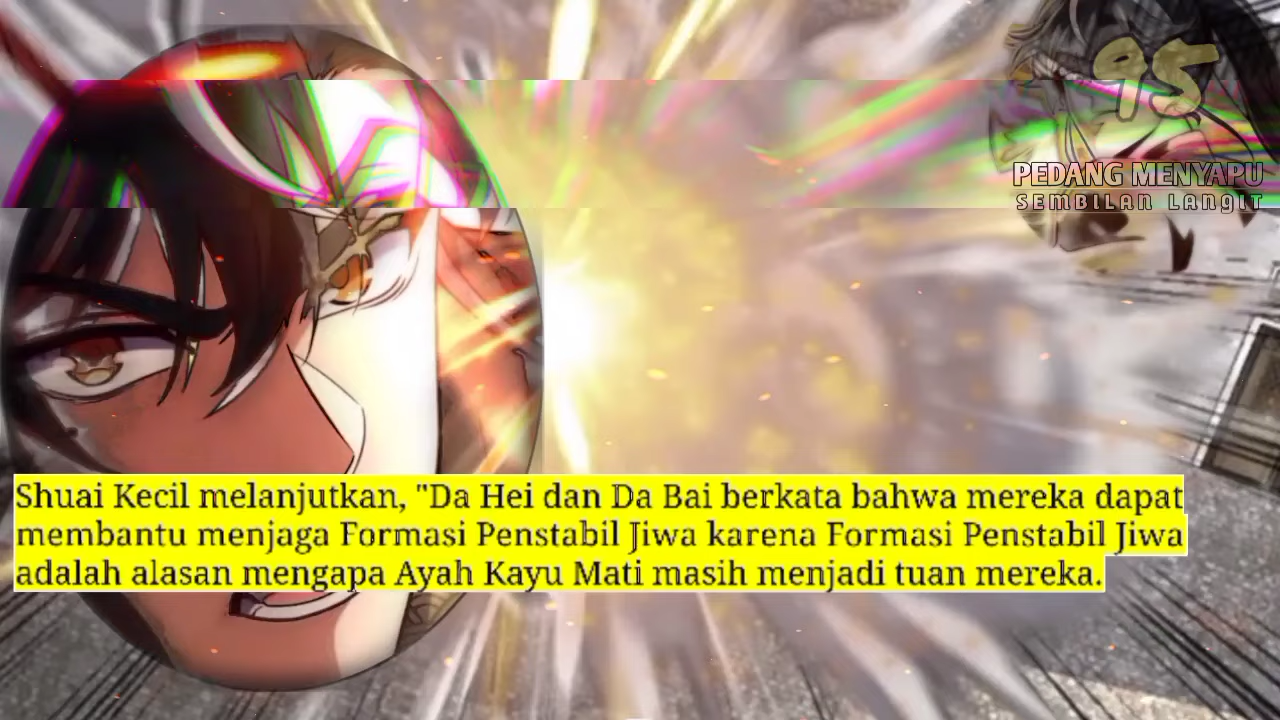 95
PEDANG MENYAPU
SEMBILAN LANGIT
Shuai Kecil melanjutkan, "Da Hei dan Da Bai berkata bahwa mereka dapat
membantu menjaga Formasi Penstabil Jiwa karena Formasi Penstabil Jiwa
adalah alasan mengapa Ayah Kayu Mati masih menjadi tuan mereka.